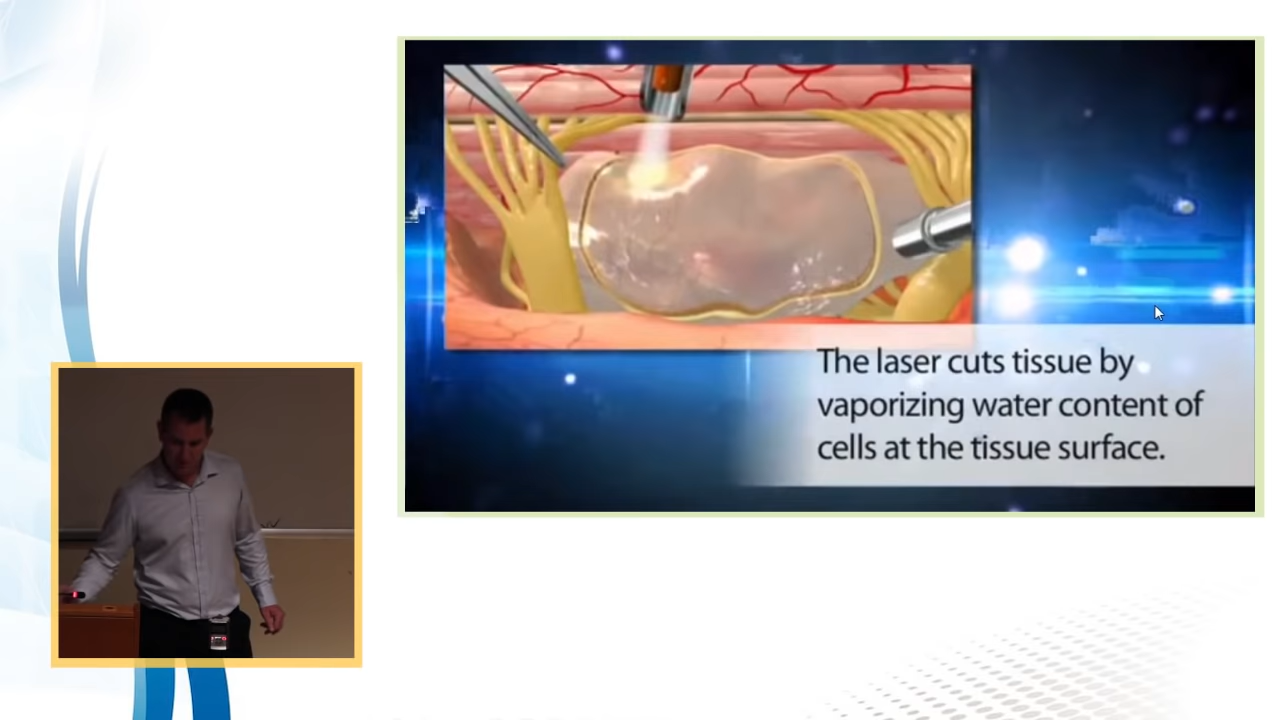 The laser cuts tissue by
vaporizing water content of
cells at the tissue surface.